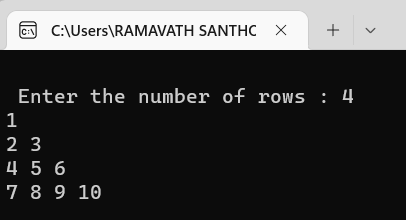 C:\Users\RAMAVATH SANTHC
Enter the number of rows : 4
1
2 3
4 5 6
7 8 9 10